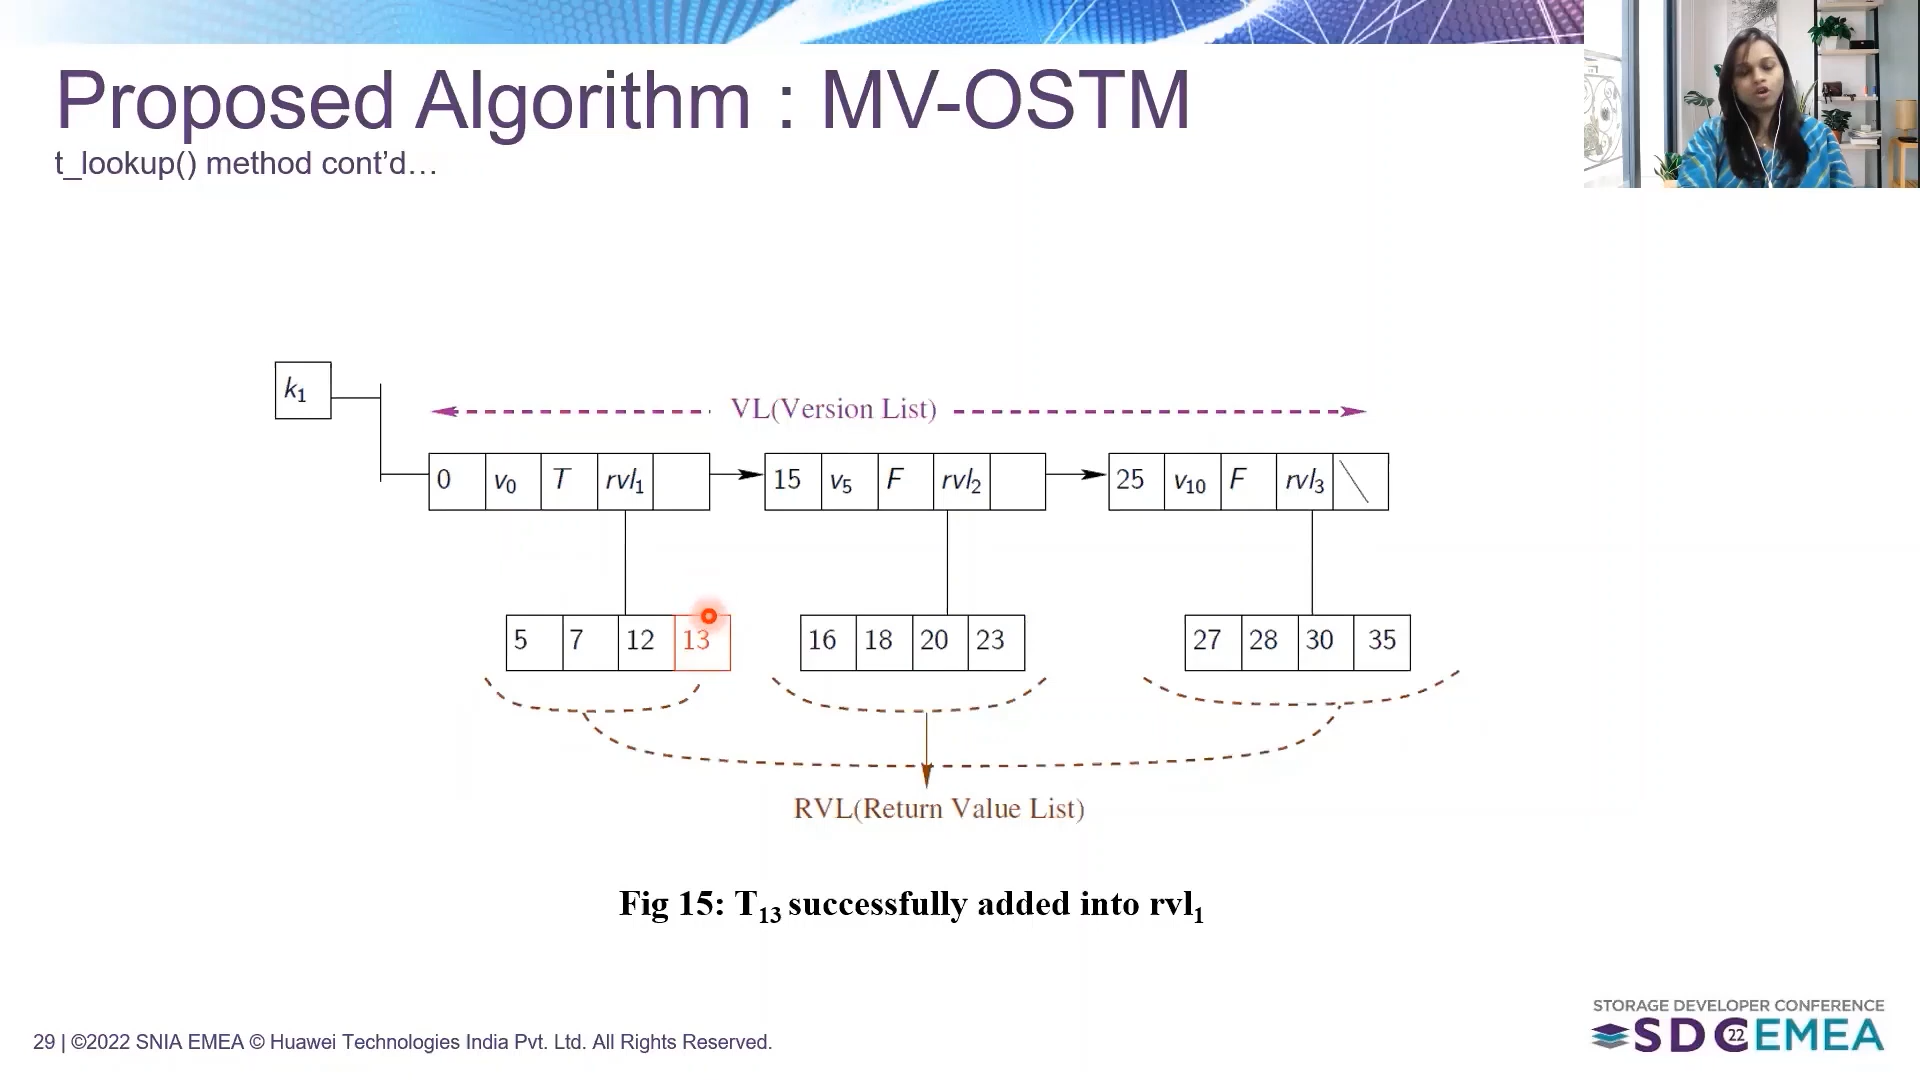 Proposed Algorithm : MV-OSTM
t_lookup() method cont’d…
k1
VL(Version List)
0 v0 T rvl1
15 v5 F rvl2
25 v10 F rvl3
5 7 12 13
16 18 20 23
27 28 30 35
RVL(Return Value List)
Fig 15: T13 successfully added into rvl1
STORAGE DEVELOPER CONFERENCE
SDC 22 EMEA
29 | ©2022 SNIA EMEA © Huawei Technologies India Pvt. Ltd. All Rights Reserved.